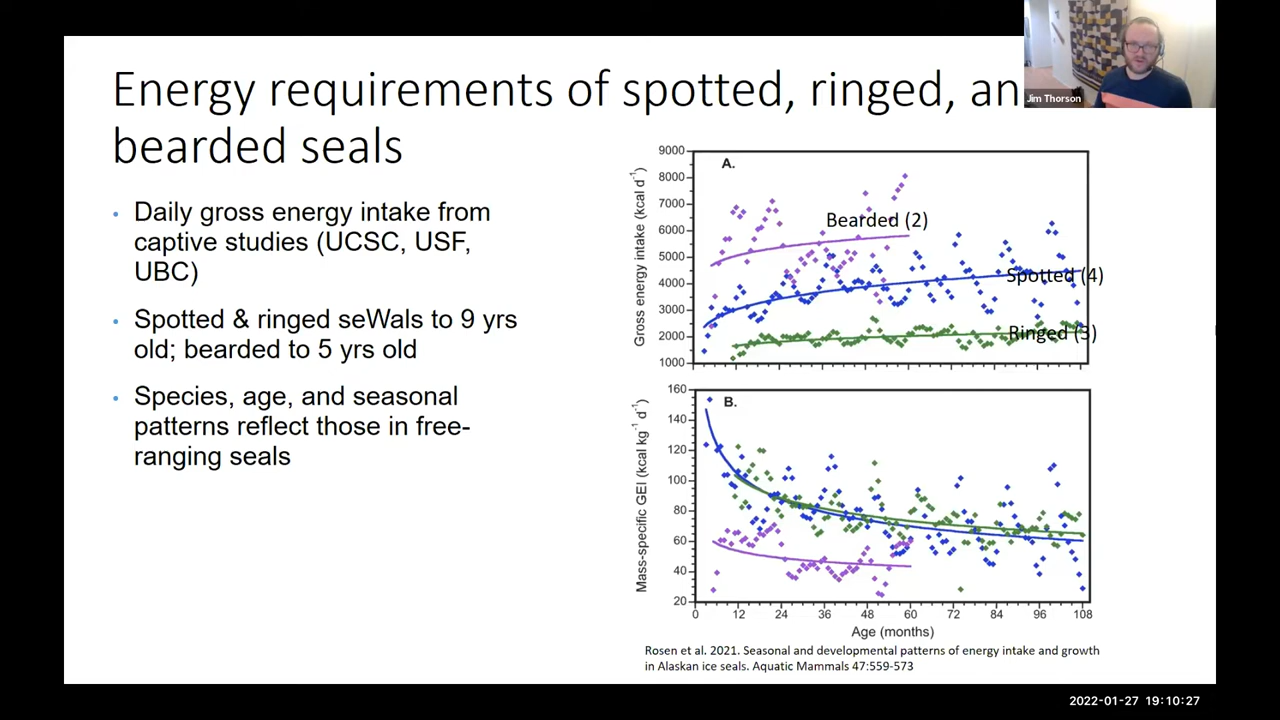 Energy requirements of spotted, ringed, an
bearded seals
Jim Thorson
• Daily gross energy intake from
captive studies (UCSC, USF,
UBC)
• Spotted & ringed seWals to 9 yrs
old; bearded to 5 yrs old
• Species, age, and seasonal
patterns reflect those in free-
ranging seals
A.
Gross energy intake (kcal d⁻¹)
9000
8000
7000
6000
5000
4000
3000
2000
1000
Bearded (2)
Spotted (4)
Ringed (3)
B.
Mass-specific GEI (kcal kg⁻¹ d⁻¹)
160
140
120
100
80
60
40
20
0 12 24 36 48 60 72 84 96 108
Age (months)
Rosen et al. 2021. Seasonal and developmental patterns of energy intake and growth
in Alaskan ice seals. Aquatic Mammals 47:559-573
2022-01-27 19:10:27